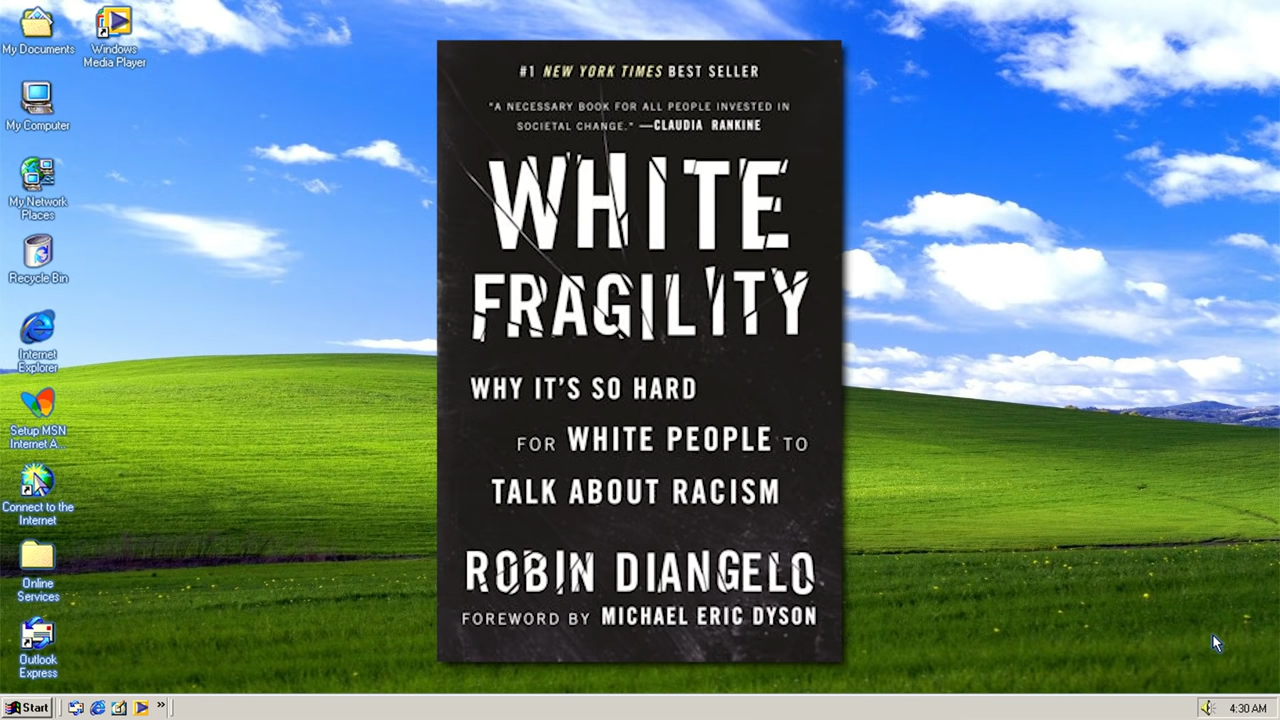 My Documents
Windows
Media Player
My Computer
My Network
Places
Recycle Bin
Internet
Explorer
Setup MSN
Internet A...
Connect to the
Internet
Online
Services
Outlook
Express
#1 NEW YORK TIMES BEST SELLER
"A NECESSARY BOOK FOR ALL PEOPLE INVESTED IN
SOCIETAL CHANGE." —CLAUDIA RANKINE
WHITE
FRAGILITY
WHY IT'S SO HARD
FOR WHITE PEOPLE TO
TALK ABOUT RACISM
ROBIN DIANGELO
FOREWORD BY MICHAEL ERIC DYSON
Start
»
4:30 AM